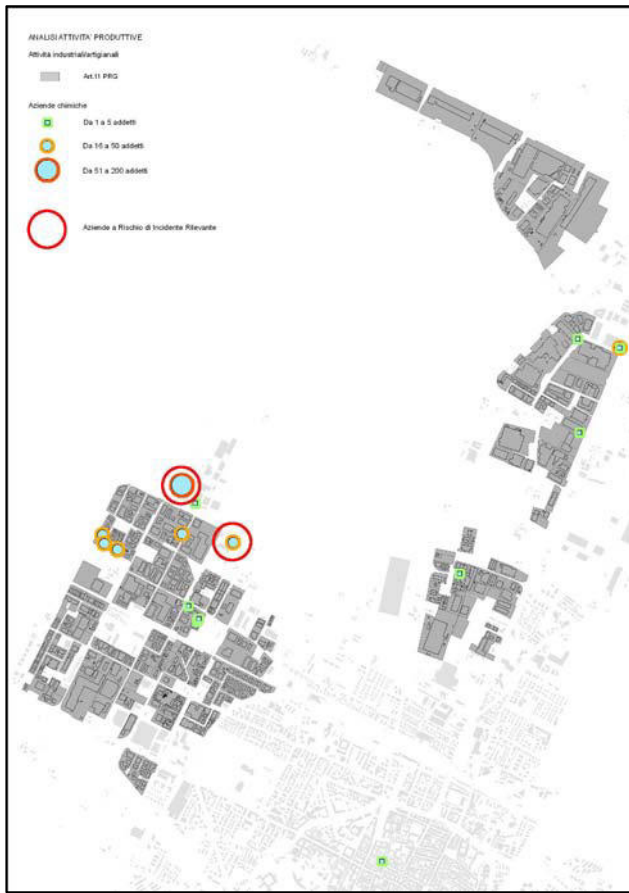 ANALISI ATTIVITA' PRODUTTIVE
Attività industriali/artigianali
Art.11 PRG
Aziende chimiche
Da 1 a 5 addetti
Da 16 a 50 addetti
Da 51 a 200 addetti
Aziende a Rischio di Incidente Rilevante